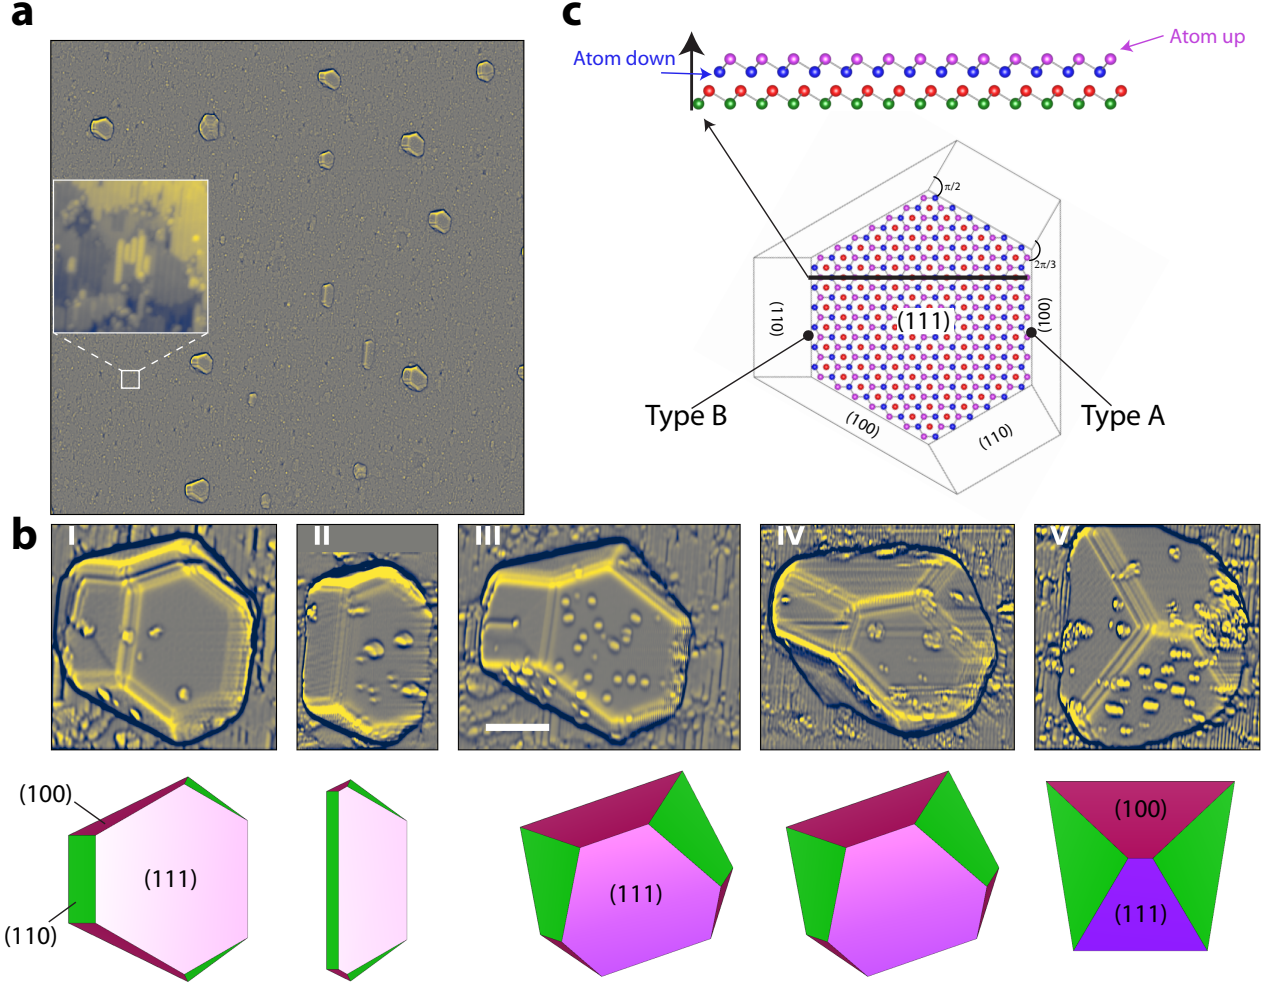 a
c
Atom up
Atom down
π/2
2π/3
(110)
(111)
(100)
Type B
Type A
(100)
(110)
b
I
II
III
IV
V
(100)
(111)
(110)
(111)
(100)
(111)